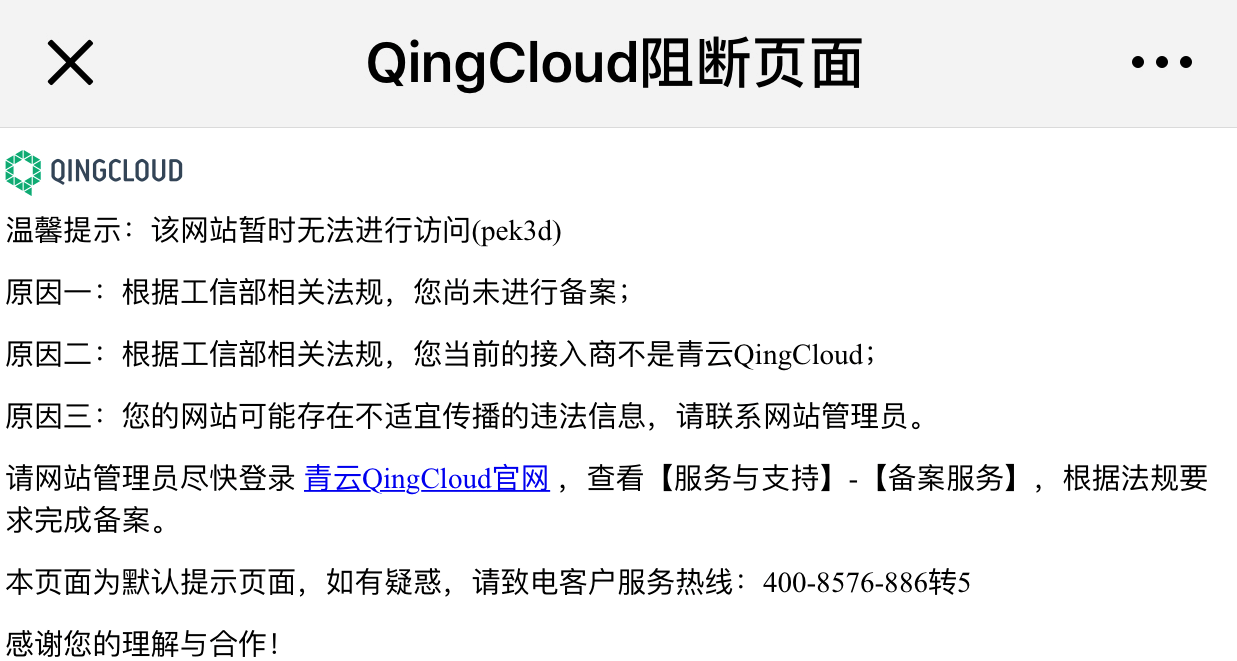 QingCloud阻断页面
QINGCLOUD
温馨提示：该网站暂时无法进行访问(pek3d)
原因一：根据工信部相关法规，您尚未进行备案；
原因二：根据工信部相关法规，您当前的接入商不是青云QingCloud；
原因三：您的网站可能存在不适宜传播的违法信息，请联系网站管理员。
请网站管理员尽快登录 青云QingCloud官网 ，查看【服务与支持】-【备案服务】，根据法规要
求完成备案。
本页面为默认提示页面，如有疑惑，请致电客户服务热线：400-8576-886转5
感谢您的理解与合作！